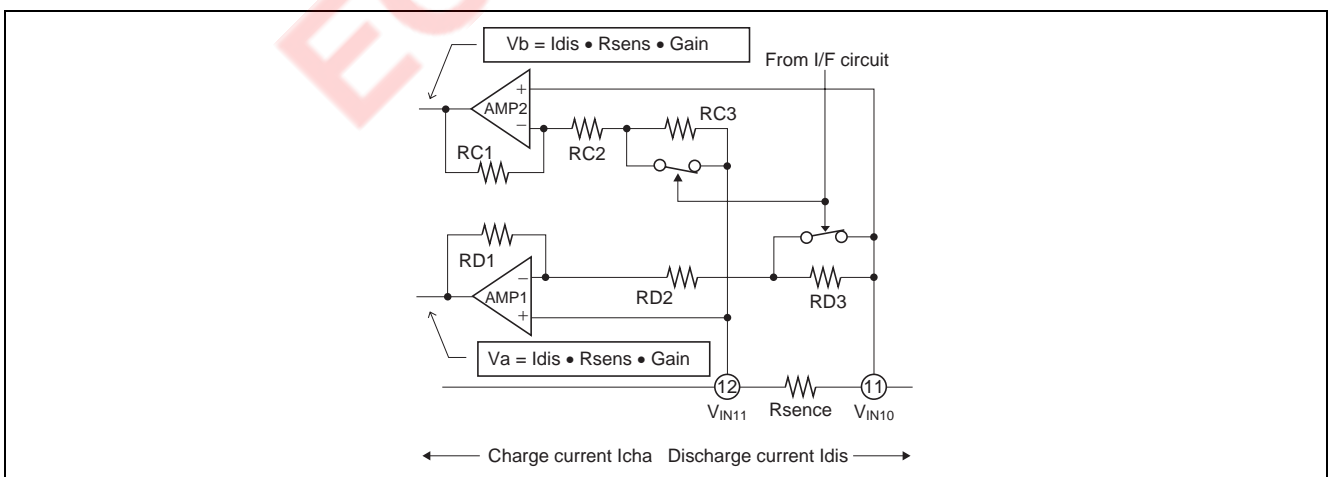 EC
Vb = Idis • Rsens • Gain
From I/F circuit
+
AMP2
−
RC3
RC1
RC2
RD1
−
AMP1
+
RD2
RD3
Va = Idis • Rsens • Gain
12
11
VIN11
Rsence
VIN10
Charge current Icha
Discharge current Idis